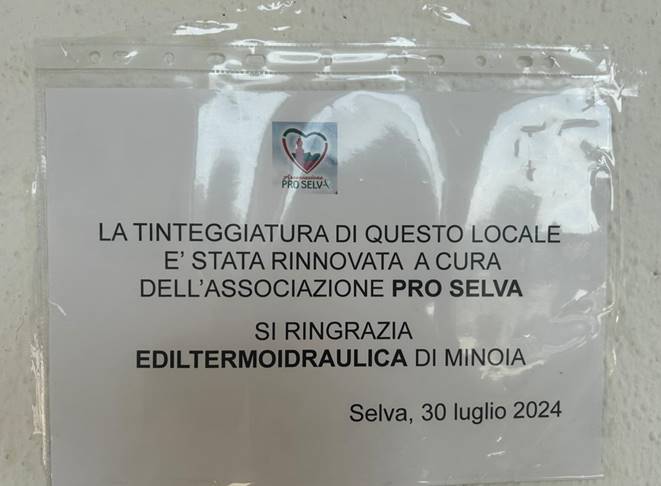 Associazione
PRO SELVA
LA TINTEGGIATURA DI QUESTO LOCALE
E' STATA RINNOVATA A CURA
DELL'ASSOCIAZIONE PRO SELVA
SI RINGRAZIA
EDILTERMOIDRAULICA DI MINOIA
Selva, 30 luglio 2024